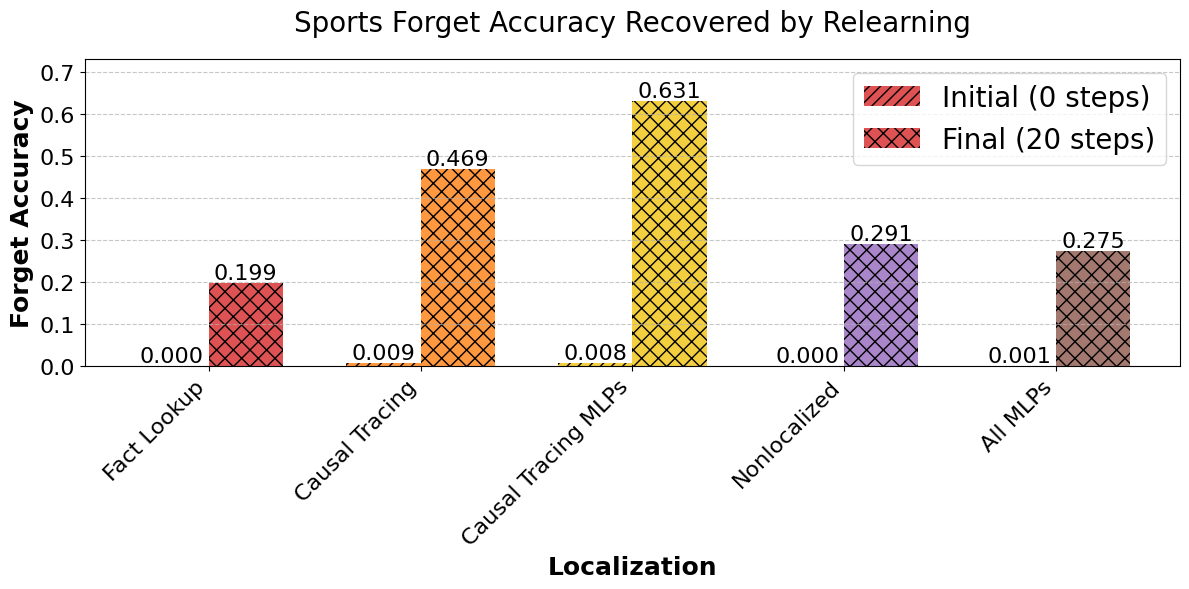 Sports Forget Accuracy Recovered by Relearning
Forget Accuracy
0.7
0.6
0.5
0.4
0.3
0.2
0.1
0.0
Initial (0 steps)
Final (20 steps)
0.000
0.199
0.009
0.469
0.008
0.631
0.000
0.291
0.001
0.275
Fact Lookup
Causal Tracing
Causal Tracing MLPs
Nonlocalized
All MLPs
Localization